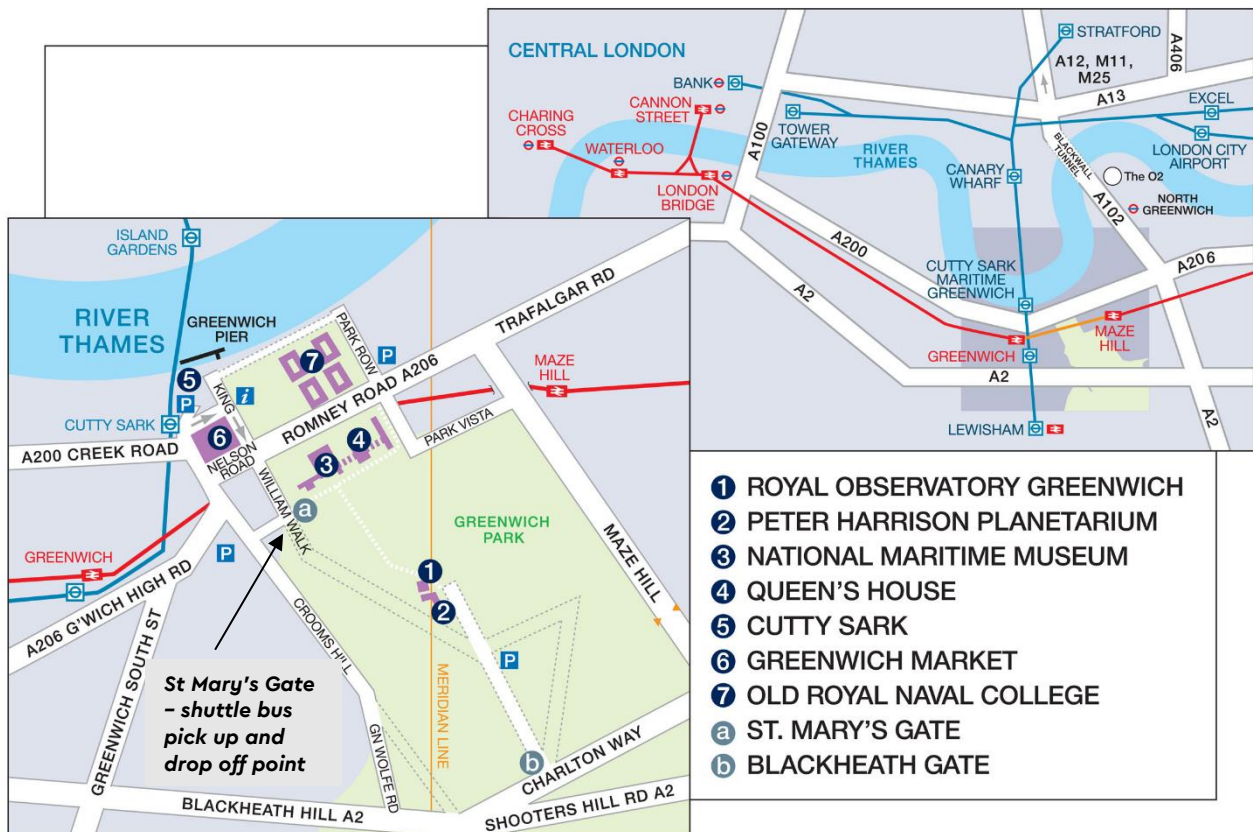 CENTRAL LONDON
STRATFORD
A12, M11,
M25
A406
A13
BANK
CANNON
STREET
CHARING
CROSS
WATERLOO
LONDON
BRIDGE
A100
TOWER
GATEWAY
RIVER
THAMES
CANARY
WHARF
BLACKWALL
TUNNEL
EXCEL
LONDON CITY
AIRPORT
The O2
NORTH
GREENWICH
A102
A200
A2
CUTTY SARK
MARITIME
GREENWICH
A206
GREENWICH
MAZE
HILL
A2
A2
LEWISHAM
ISLAND
GARDENS
RIVER
THAMES
GREENWICH
PIER
TRAFALGAR RD
PARK ROW
P
7
5
P
KING
i
CUTTY SARK
6
A200 CREEK ROAD
NELSON
ROAD
ROMNEY ROAD A206
MAZE
HILL
PARK VISTA
4
3
WILLIAM WALK
a
GREENWICH
PARK
MAZE HILL
GREENWICH
P
A206 G'WICH HIGH RD
GREENWICH SOUTH ST
CROOMS HILL
1
2
P
MERIDIAN LINE
St Mary's Gate
– shuttle bus
pick up and
drop off point
GN WOLFE RD
b
CHARLTON WAY
BLACKHEATH HILL A2
SHOOTERS HILL RD A2
1 ROYAL OBSERVATORY GREENWICH
2 PETER HARRISON PLANETARIUM
3 NATIONAL MARITIME MUSEUM
4 QUEEN'S HOUSE
5 CUTTY SARK
6 GREENWICH MARKET
7 OLD ROYAL NAVAL COLLEGE
a ST. MARY'S GATE
b BLACKHEATH GATE